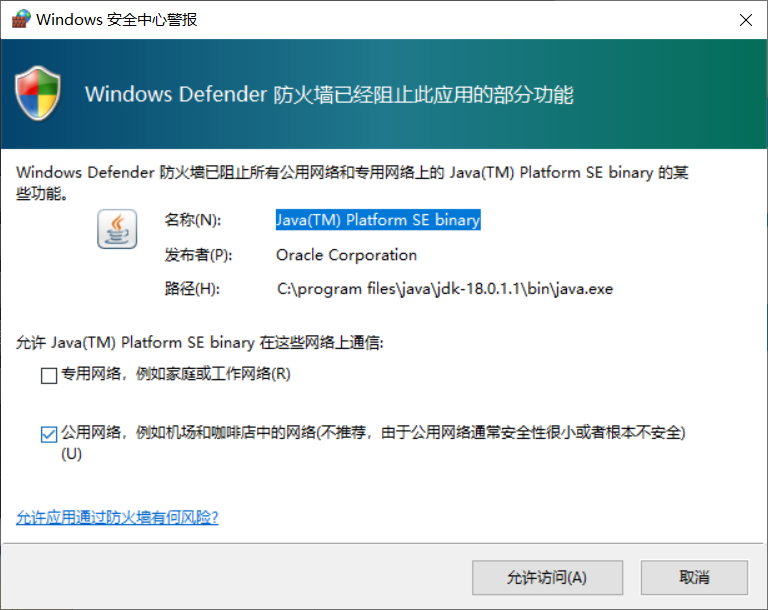 Windows 安全中心警报
Windows Defender 防火墙已经阻止此应用的部分功能
Windows Defender 防火墙已阻止所有公用网络和专用网络上的 Java(TM) Platform SE binary 的某
些功能。
名称(N): Java(TM) Platform SE binary
发布者(P): Oracle Corporation
路径(H): C:\program files\java\jdk-18.0.1.1\bin\java.exe
允许 Java(TM) Platform SE binary 在这些网络上通信:
专用网络，例如家庭或工作网络(R)
公用网络，例如机场和咖啡店中的网络(不推荐，由于公用网络通常安全性很小或者根本不安全)
(U)
允许应用通过防火墙有何风险?
允许访问(A) 取消